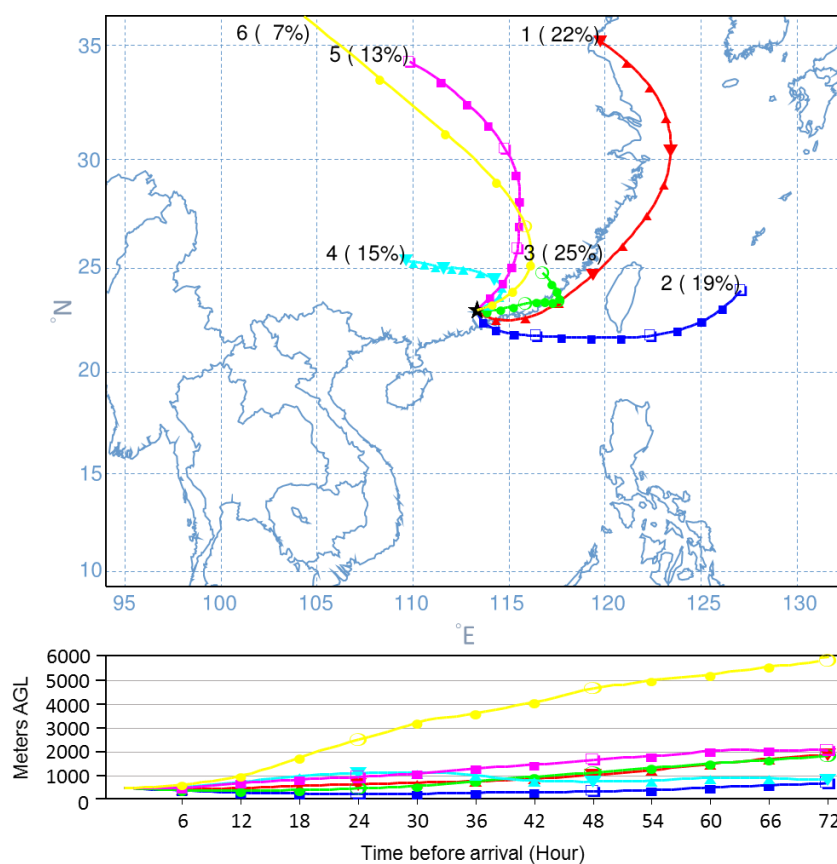 6 ( 7%)
1 ( 22%)
5 ( 13%)
4 ( 15%)
3 ( 25%)
2 ( 19%)
35
30
25
20
15
10
°N
95 100 105 110 115 120 125 130
°E
6000
5000
4000
3000
2000
1000
0
Meters AGL
6 12 18 24 30 36 42 48 54 60 66 72
Time before arrival (Hour)